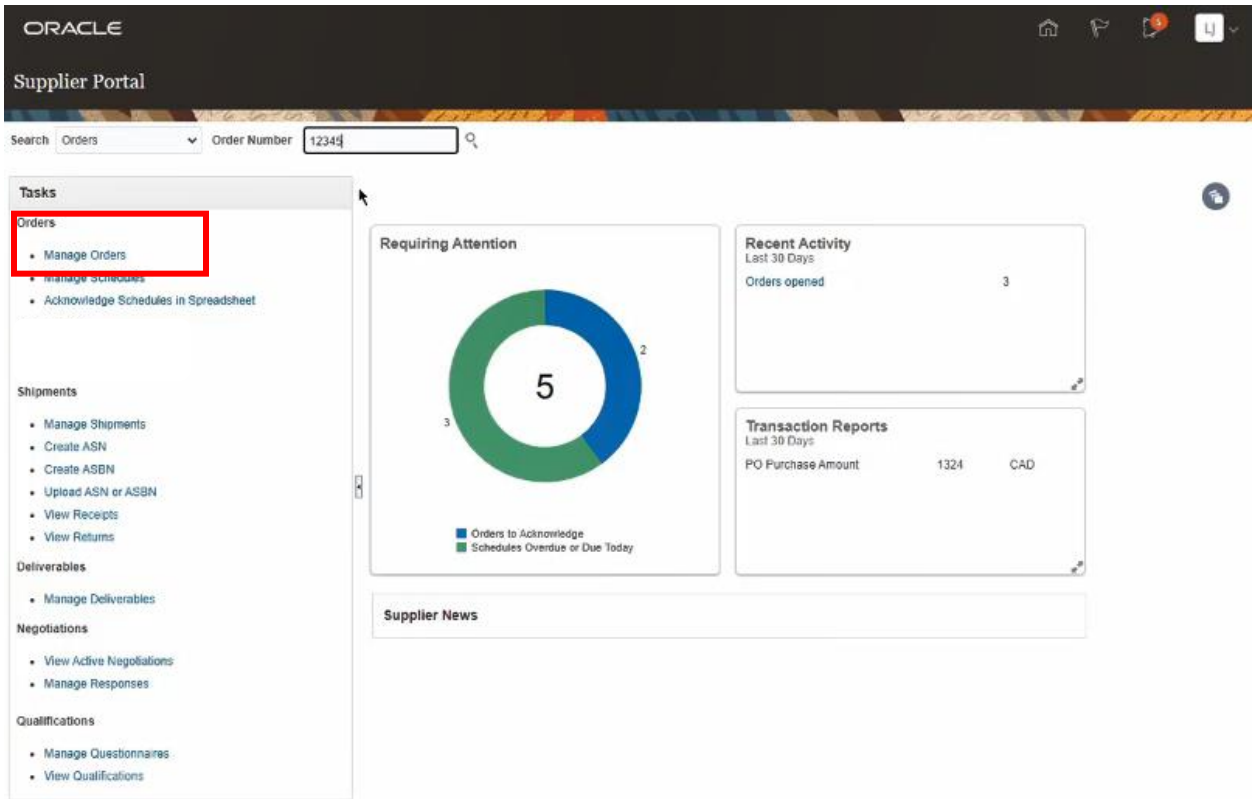 ORACLE
5
LJ
Supplier Portal
Search Orders Order Number 12345
Tasks
Orders
Manage Orders
Manage Schedules
Acknowledge Schedules in Spreadsheet
Shipments
Manage Shipments
Create ASN
Create ASBN
Upload ASN or ASBN
View Receipts
View Returns
Deliverables
Manage Deliverables
Negotiations
View Active Negotiations
Manage Responses
Qualifications
Manage Questionnaires
View Qualifications
Requiring Attention
2
5
3
Orders to Acknowledge
Schedules Overdue or Due Today
Recent Activity
Last 30 Days
Orders opened 3
Transaction Reports
Last 30 Days
PO Purchase Amount 1324 CAD
Supplier News